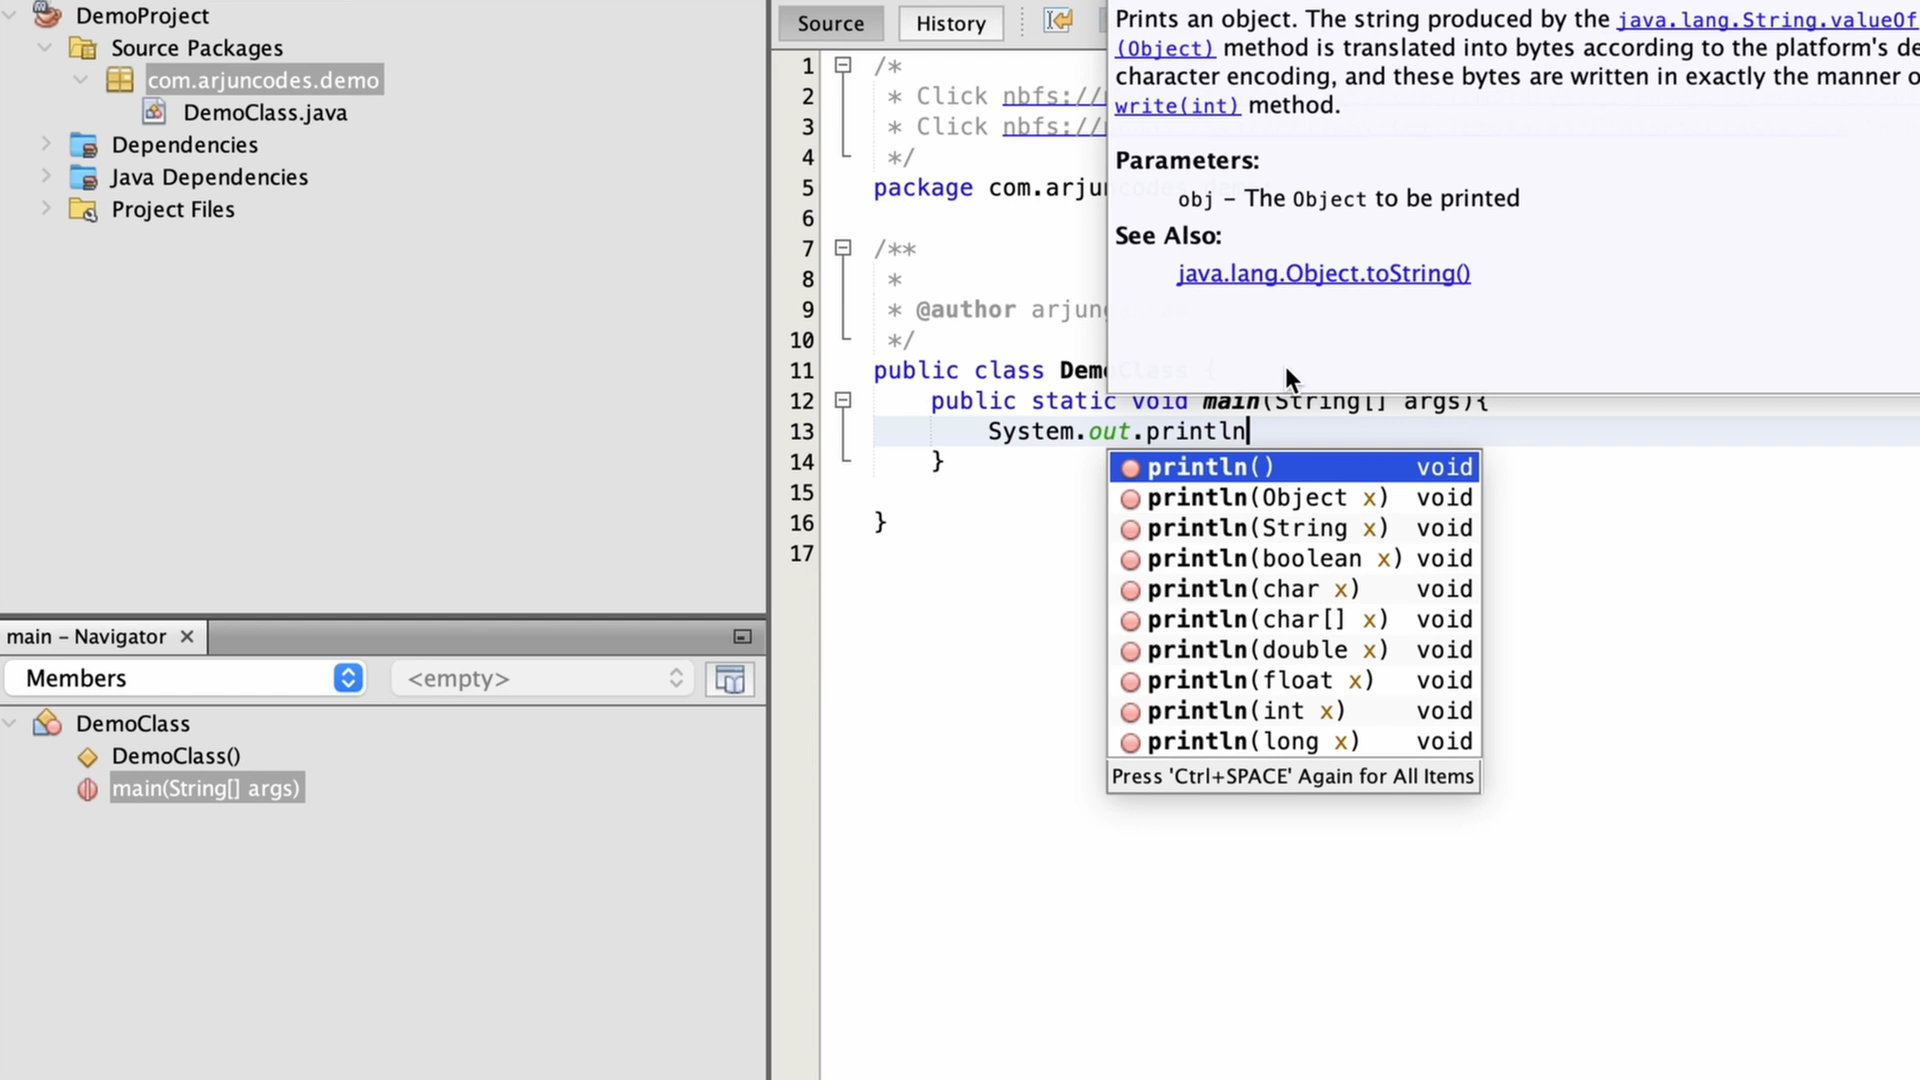 DemoProject
Source Packages
com.arjuncodes.demo
DemoClass.java
Dependencies
Java Dependencies
Project Files
main – Navigator
Members
<empty>
DemoClass
DemoClass()
main(String[] args)
Source History
1 /*
2 * Click nbfs://
3 * Click nbfs://
4 */
5 package com.arjuncodes.demo
6
7 /**
8 *
9 * @author arjung
10 */
11 public class DemoClass {
12 public static void main(String[] args){
13 System.out.println
14 }
15
16 }
17
Prints an object. The string produced by the java.lang.String.valueOf
(Object) method is translated into bytes according to the platform's de
character encoding, and these bytes are written in exactly the manner o
write(int) method.
Parameters:
obj – The Object to be printed
See Also:
java.lang.Object.toString()
println() void
println(Object x) void
println(String x) void
println(boolean x) void
println(char x) void
println(char[] x) void
println(double x) void
println(float x) void
println(int x) void
println(long x) void
Press 'Ctrl+SPACE' Again for All Items